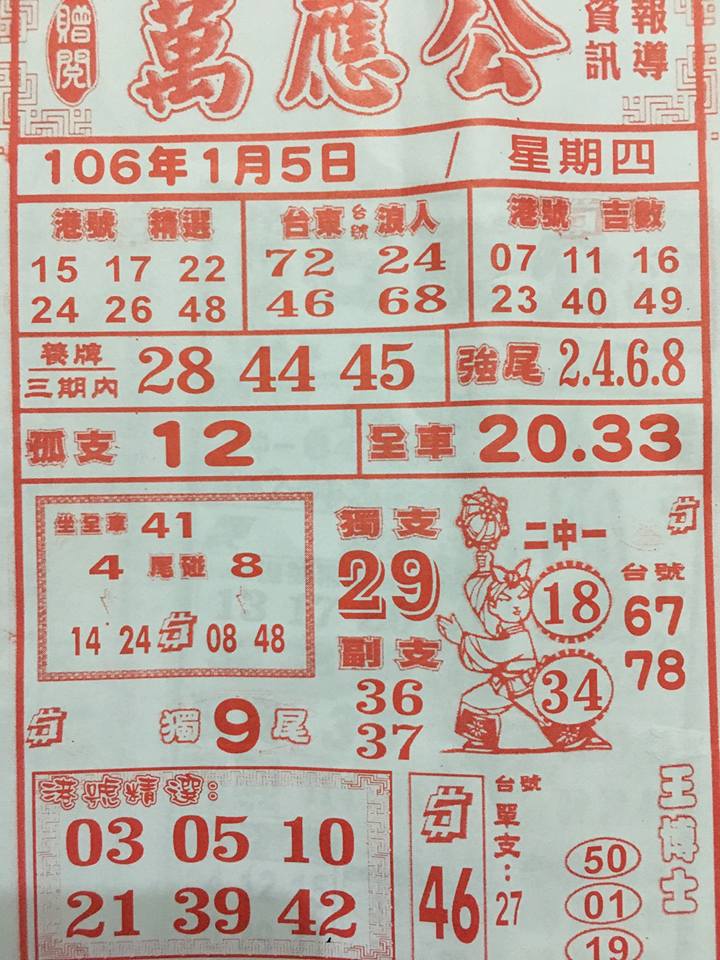 贈閱
萬應公
資訊
報導
106年1月5日 / 星期四
港號 精選
15 17 22
24 26 48
台東 台號 浪人
72 24
46 68
港號 吉數
07 11 16
23 40 49
養牌
三期內
28 44 45
強尾 2.4.6.8
孤支 12
全車 20.33
坐全車 41
4 尾碰 8
14 24 08 48
獨 9 尾
獨支
29
副支
36
37
二中一
18
34
台號
67
78
港號精選:
03 05 10
21 39 42
46
台號單支:27
50
01
19
王博士